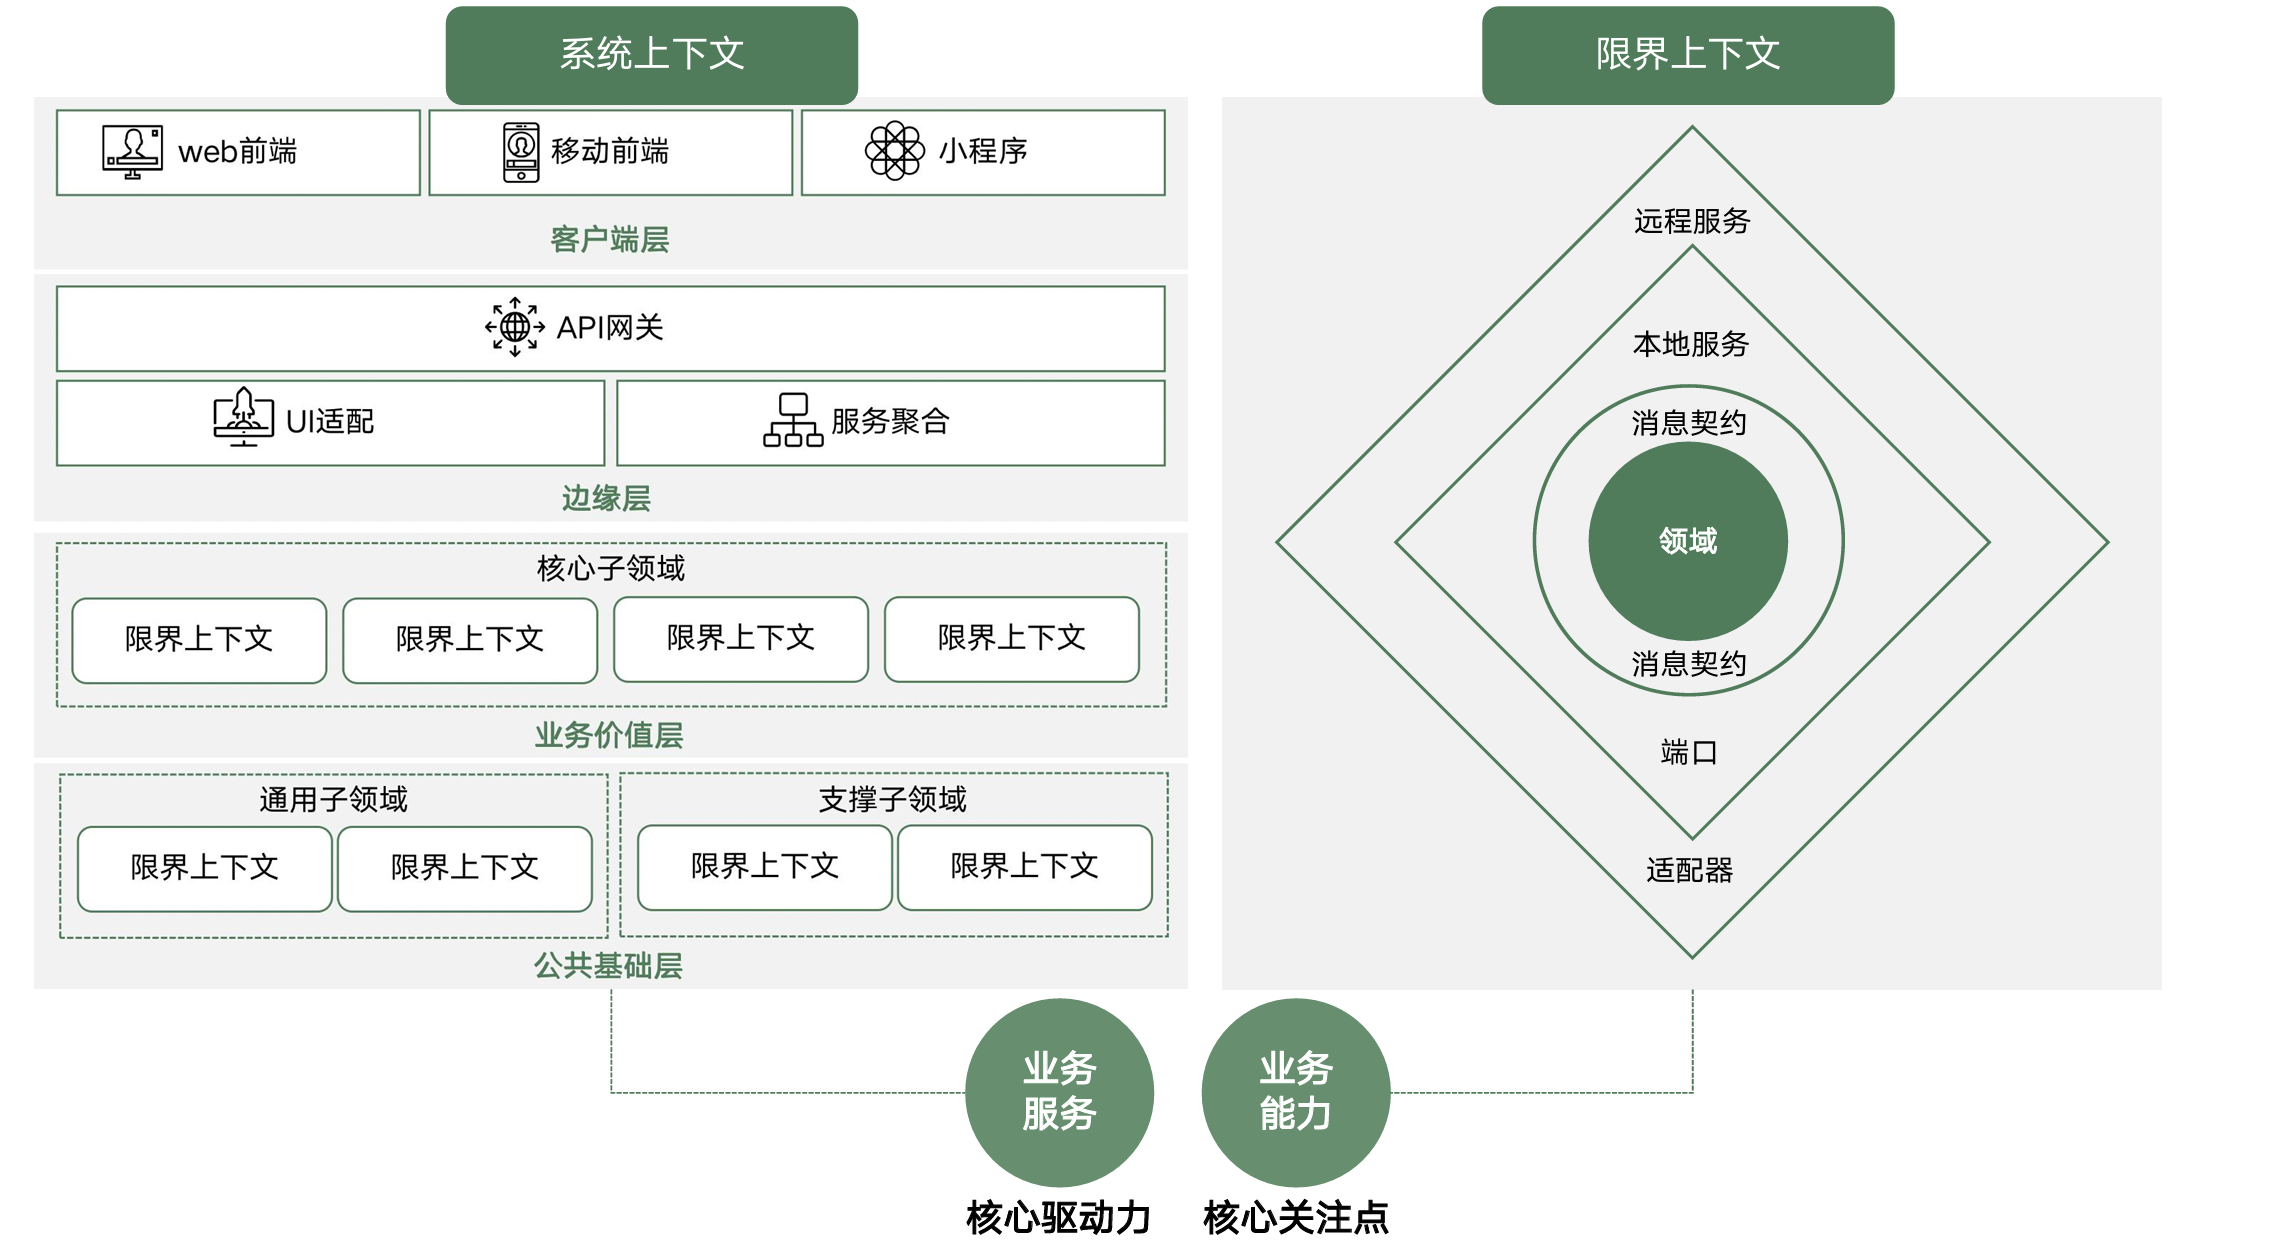 系统上下文
web前端
移动前端
小程序
客户端层
API网关
UI适配
服务聚合
边缘层
核心子领域
限界上下文
限界上下文
限界上下文
限界上下文
业务价值层
通用子领域
限界上下文
限界上下文
支撑子领域
限界上下文
限界上下文
公共基础层
限界上下文
远程服务
本地服务
消息契约
领域
消息契约
端口
适配器
业务
服务
核心驱动力
业务
能力
核心关注点